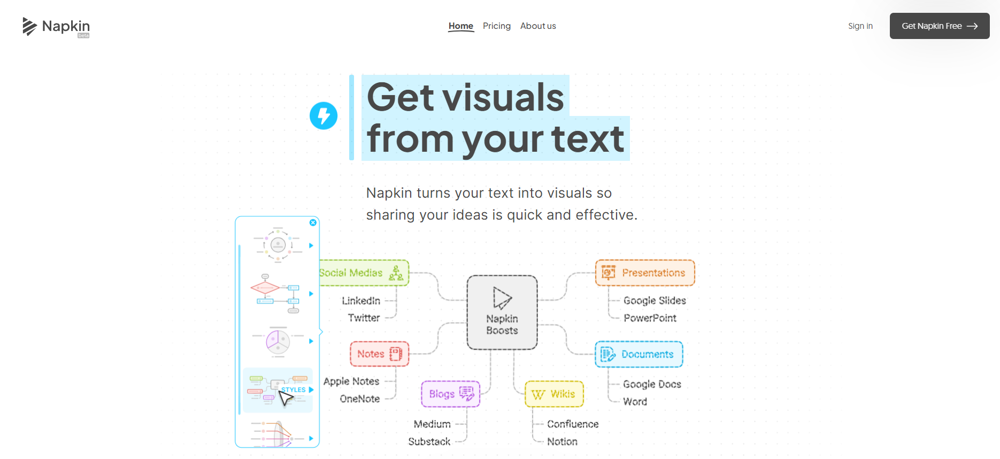 Napkin
beta
Home
Pricing
About us
Sign in
Get Napkin Free
Get visuals
from your text
Napkin turns your text into visuals so
sharing your ideas is quick and effective.
STYLES
Social Medias
LinkedIn
Twitter
Notes
Apple Notes
OneNote
Blogs
Medium
Substack
Napkin
Boosts
Wikis
Confluence
Notion
Presentations
Google Slides
PowerPoint
Documents
Google Docs
Word